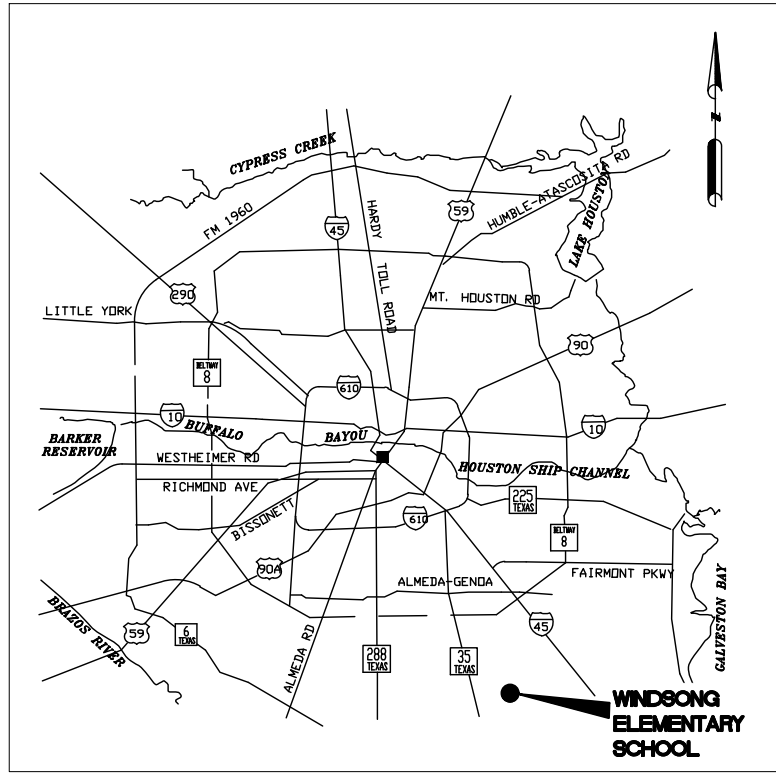 N
CYPRESS CREEK
HUMBLE-ATASCOSITA RD
FM 1960
HARDY
TOLL ROAD
45
59
LAKE HOUSTON
290
MT. HOUSTON RD
LITTLE YORK
90
BELTWAY
8
610
10
BUFFALO
BAYOU
10
BARKER
RESERVOIR
WESTHEIMER RD
HOUSTON SHIP CHANNEL
RICHMOND AVE
225
TEXAS
BISSONETT
610
BELTWAY
8
90A
ALMEDA-GENOA
FAIRMONT PKWY
BRAZOS RIVER
GALVESTON BAY
59
6
TEXAS
ALMEDA RD
45
288
TEXAS
35
TEXAS
WINDSONG
ELEMENTARY
SCHOOL